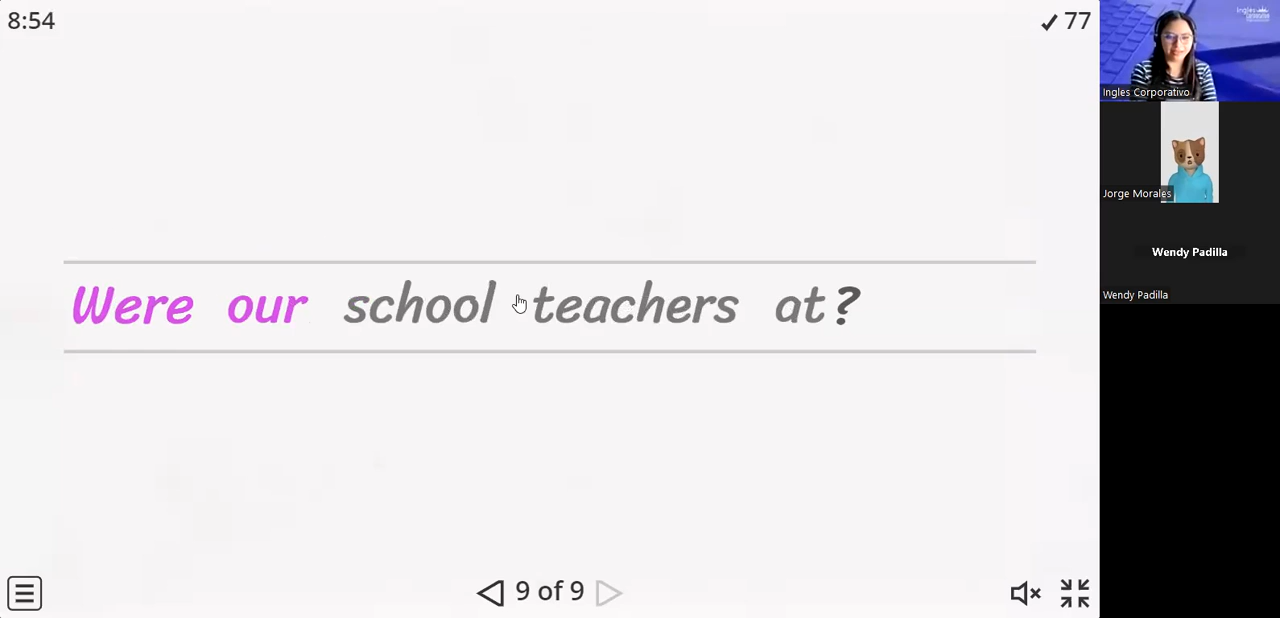 8:54
✓ 77
Ingles Corporativo
Jorge Morales
Wendy Padilla
Wendy Padilla
Were our school teachers at?
9 of 9